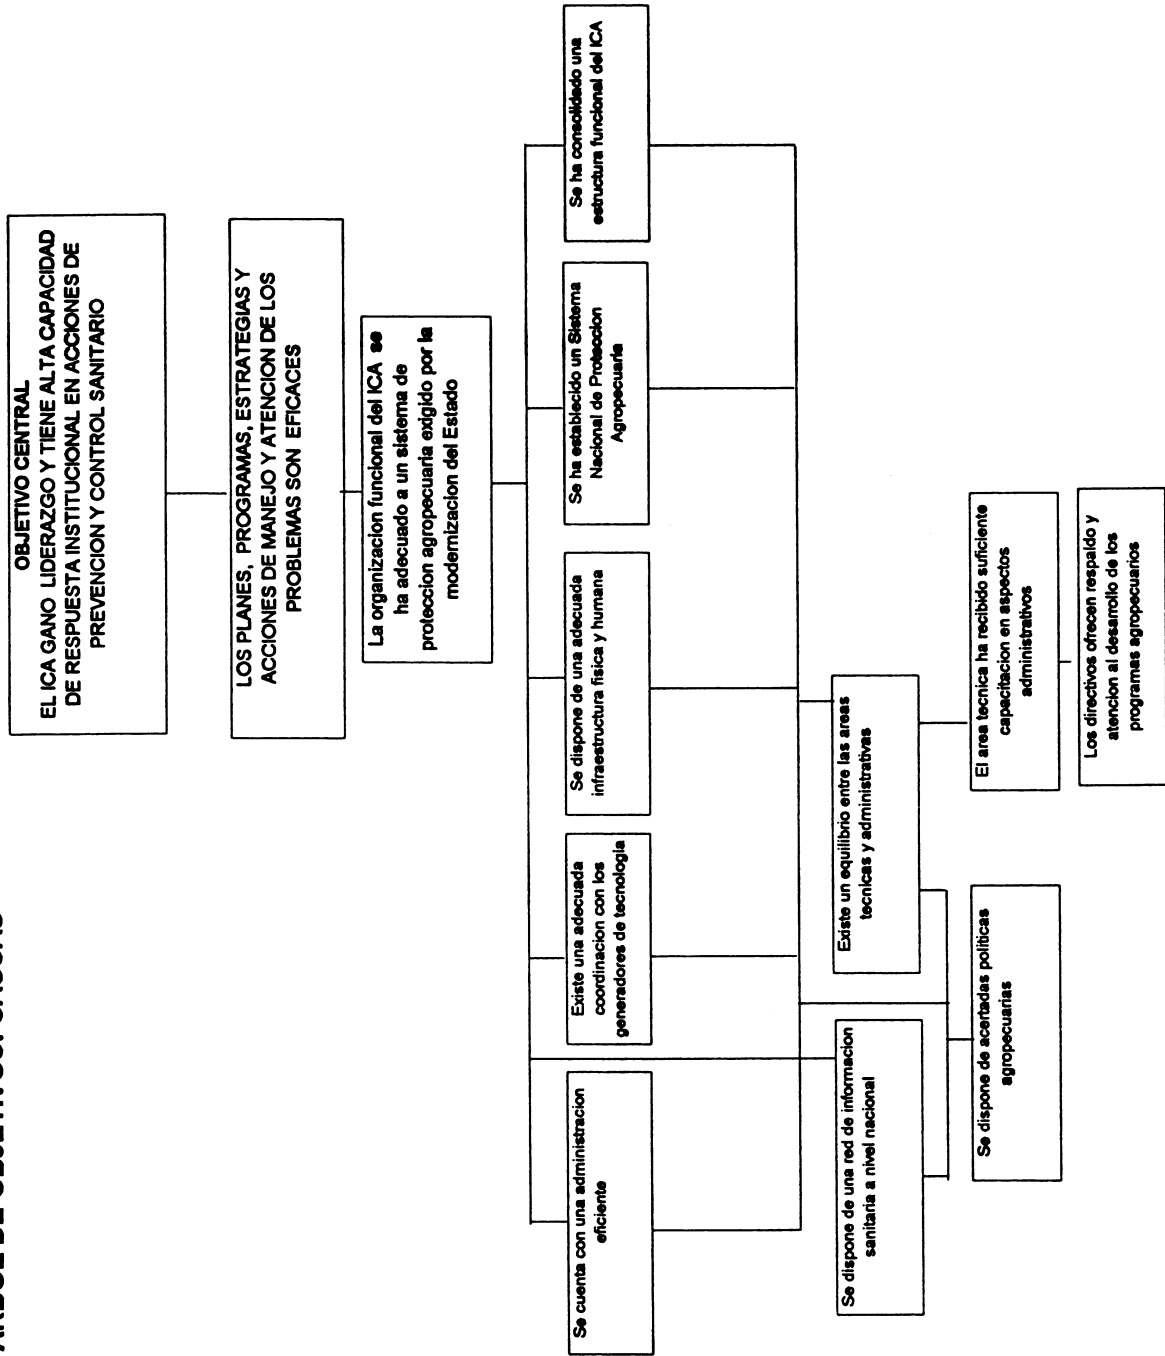 OBJETIVO CENTRAL
EL ICA GANO LIDERAZGO Y TIENE ALTA CAPACIDAD
DE RESPUESTA INSTITUCIONAL EN ACCIONES DE
PREVENCION Y CONTROL SANITARIO
LOS PLANES, PROGRAMAS, ESTRATEGIAS Y
ACCIONES DE MANEJO Y ATENCION DE LOS
PROBLEMAS SON EFICACES
La organizacion funcional del ICA se
ha adecuado a un sistema de
proteccion agropecuaria exigido por la
modernizacion del Estado
Se cuenta con una administracion
eficiente
Existe una adecuada
coordinacion con los
generadores de tecnologia
Se dispone de una adecuada
infraestructura fisica y humana
Se ha establecido un Sistema
Nacional de Proteccion
Agropecuaria
Se ha consolidado una
estructura funcional del ICA
Se dispone de una red de informacion
sanitaria a nivel nacional
Existe un equilibrio entre las areas
tecnicas y administrativas
Se dispone de acertadas politicas
agropecuarias
El area tecnica ha recibido suficiente
capacitacion en aspectos
administrativos
Los directivos ofrecen respaldo y
atencion al desarrollo de los
programas agropecuarios